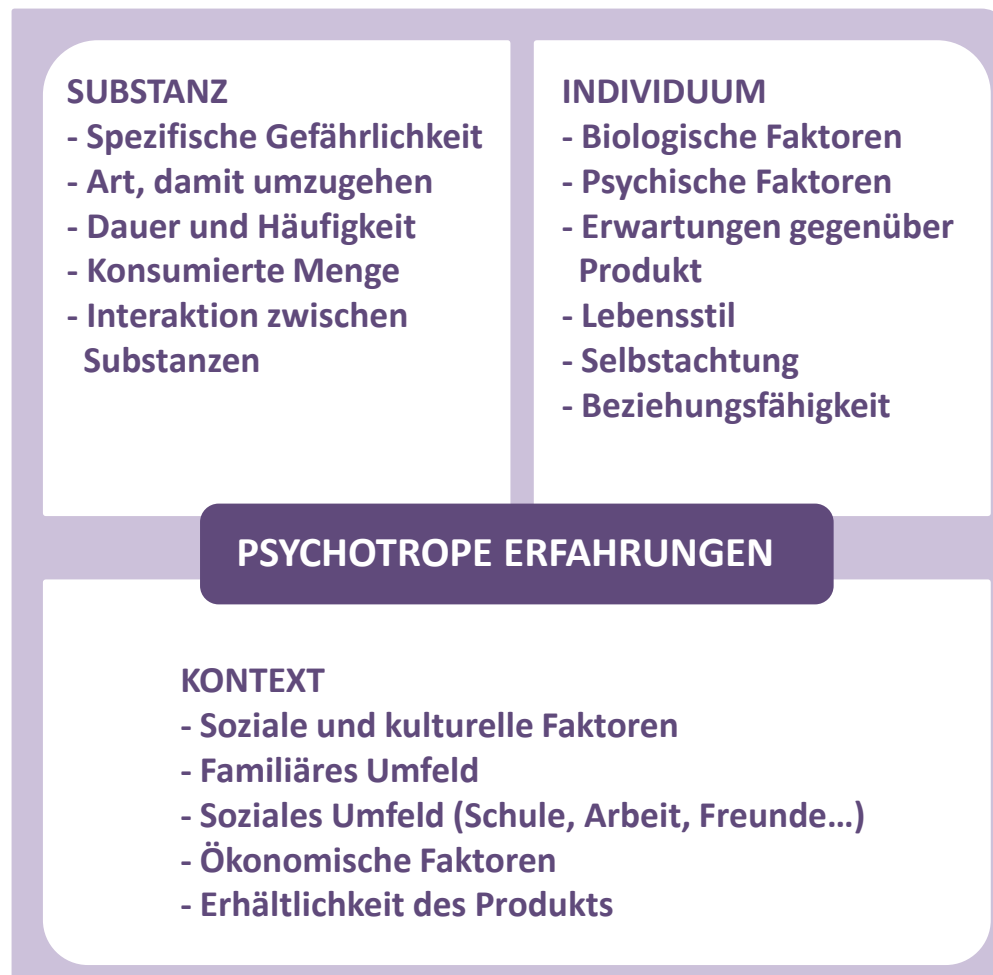 SUBSTANZ
- Spezifische Gefährlichkeit
- Art, damit umzugehen
- Dauer und Häufigkeit
- Konsumierte Menge
- Interaktion zwischen
Substanzen
INDIVIDUUM
- Biologische Faktoren
- Psychische Faktoren
- Erwartungen gegenüber
Produkt
- Lebensstil
- Selbstachtung
- Beziehungsfähigkeit
PSYCHOTROPE ERFAHRUNGEN
KONTEXT
- Soziale und kulturelle Faktoren
- Familiäres Umfeld
- Soziales Umfeld (Schule, Arbeit, Freunde…)
- Ökonomische Faktoren
- Erhältlichkeit des Produkts